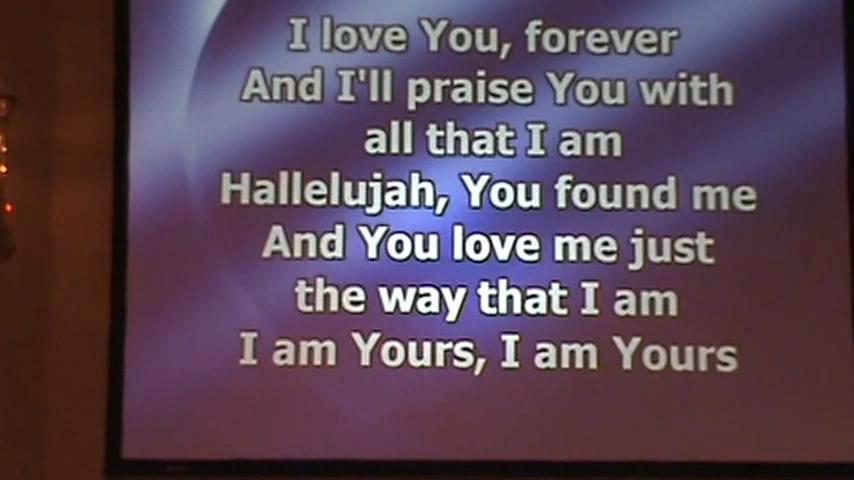 I love You, forever
And I'll praise You with
all that I am
Hallelujah, You found me
And You love me just
the way that I am
I am Yours, I am Yours